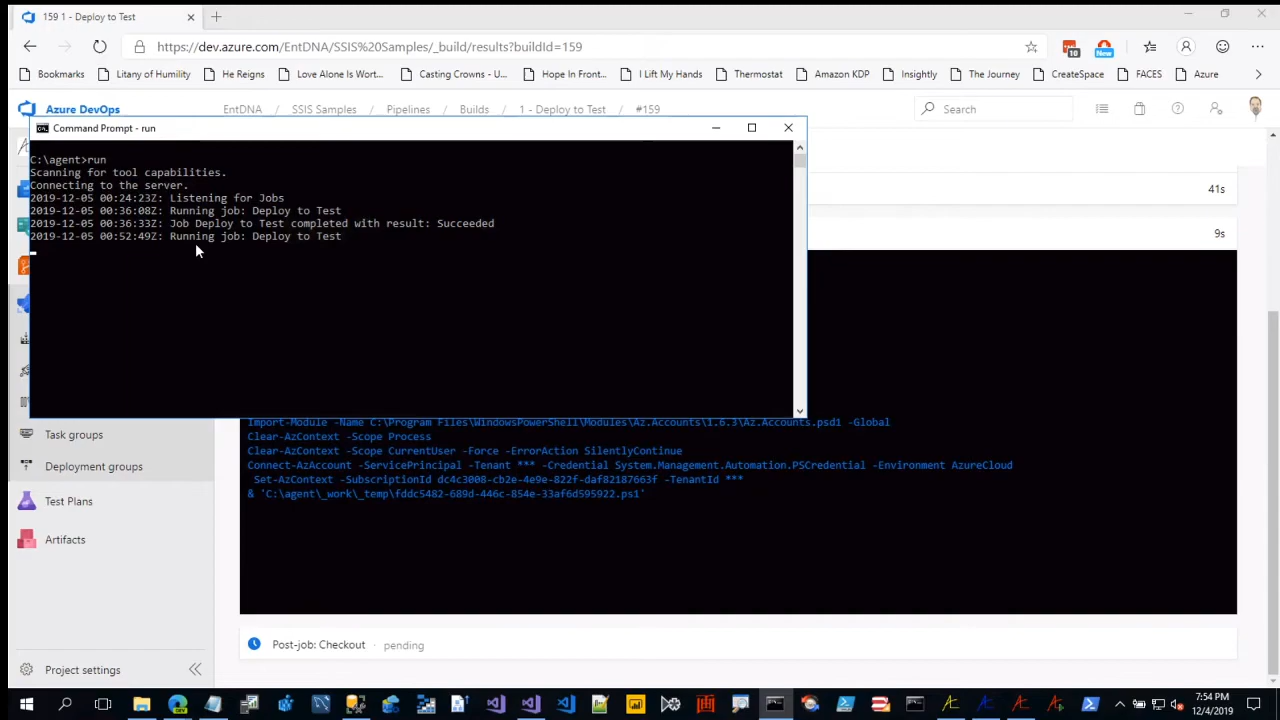 159 1 - Deploy to Test
https://dev.azure.com/EntDNA/SSIS%20Samples/_build/results?buildId=159
10
New
Bookmarks
Litany of Humility
He Reigns
Love Alone Is Wort...
Casting Crowns - U...
Hope In Front...
I Lift My Hands
Thermostat
Amazon KDP
Insightly
The Journey
CreateSpace
FACES
Azure
Azure DevOps
EntDNA / SSIS Samples / Pipelines / Builds / 1 - Deploy to Test / #159
Search
Command Prompt - run
C:\agent>run
Scanning for tool capabilities.
Connecting to the server.
2019-12-05 00:24:23Z: Listening for Jobs
2019-12-05 00:36:08Z: Running job: Deploy to Test
2019-12-05 00:36:33Z: Job Deploy to Test completed with result: Succeeded
2019-12-05 00:52:49Z: Running job: Deploy to Test
41s
9s
Import-Module -Name C:\Program Files\WindowsPowerShell\Modules\Az.Accounts\1.6.3\Az.Accounts.psd1 -Global
Clear-AzContext -Scope Process
Clear-AzContext -Scope CurrentUser -Force -ErrorAction SilentlyContinue
Connect-AzAccount -ServicePrincipal -Tenant *** -Credential System.Management.Automation.PSCredential -Environment AzureCloud
Set-AzContext -SubscriptionId dc4c3008-cb2e-4e9e-822f-daf82187663f -TenantId ***
& 'C:\agent\_work\_temp\fddc5482-689d-446c-854e-33af6d595922.ps1'
Task groups
Deployment groups
Test Plans
Artifacts
Post-job: Checkout · pending
Project settings
7:54 PM
12/4/2019